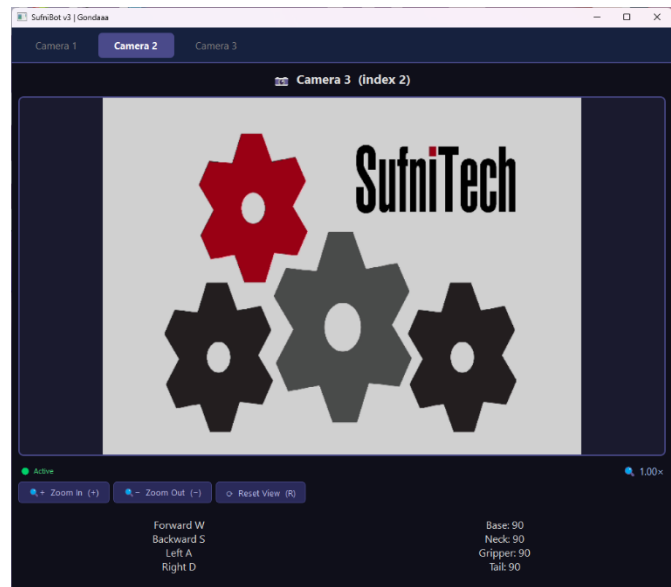 SufniBot v3 | Gondaaa
Camera 1 Camera 2 Camera 3
Camera 3 (index 2)
SufniTech
Active 1.00×
+ Zoom In (+) − Zoom Out (−) Reset View (R)
Forward W Base: 90
Backward S Neck: 90
Left A Gripper: 90
Right D Tail: 90